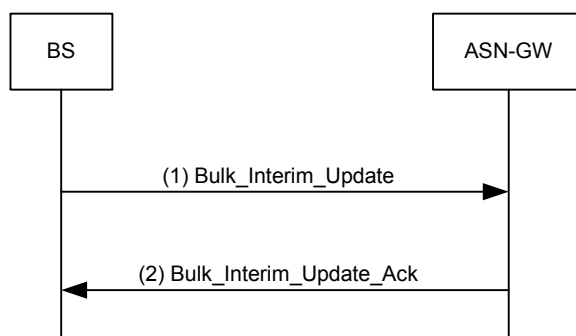 BS
ASN-GW
(1) Bulk_Interim_Update
(2) Bulk_Interim_Update_Ack